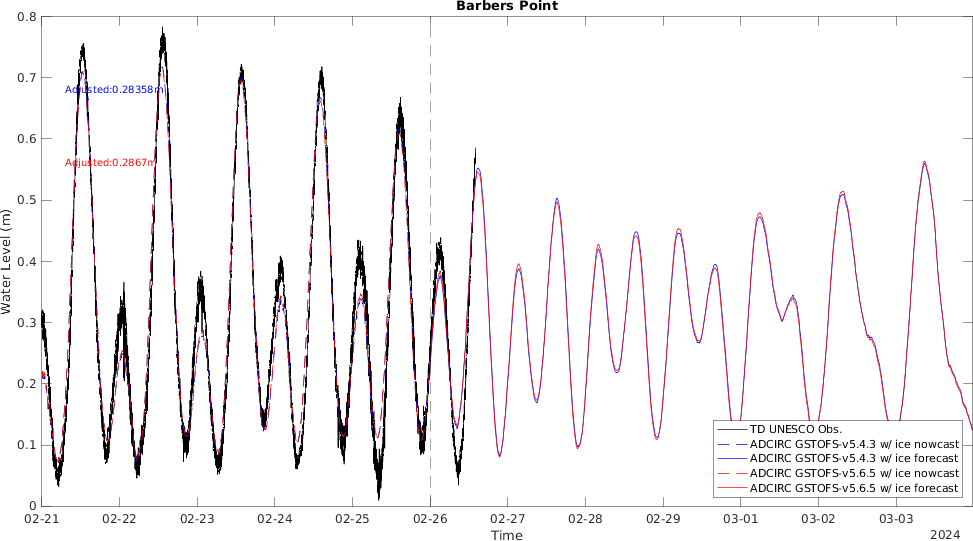 Barbers Point
Water Level (m)
0.8
0.7
0.6
0.5
0.4
0.3
0.2
0.1
0
Adjusted:0.28358m
Adjusted:0.2867m
TD UNESCO Obs.
ADCIRC GSTOFS-v5.4.3 w/ ice nowcast
ADCIRC GSTOFS-v5.4.3 w/ ice forecast
ADCIRC GSTOFS-v5.6.5 w/ ice nowcast
ADCIRC GSTOFS-v5.6.5 w/ ice forecast
02-21 02-22 02-23 02-24 02-25 02-26 02-27 02-28 02-29 03-01 03-02 03-03
Time
2024